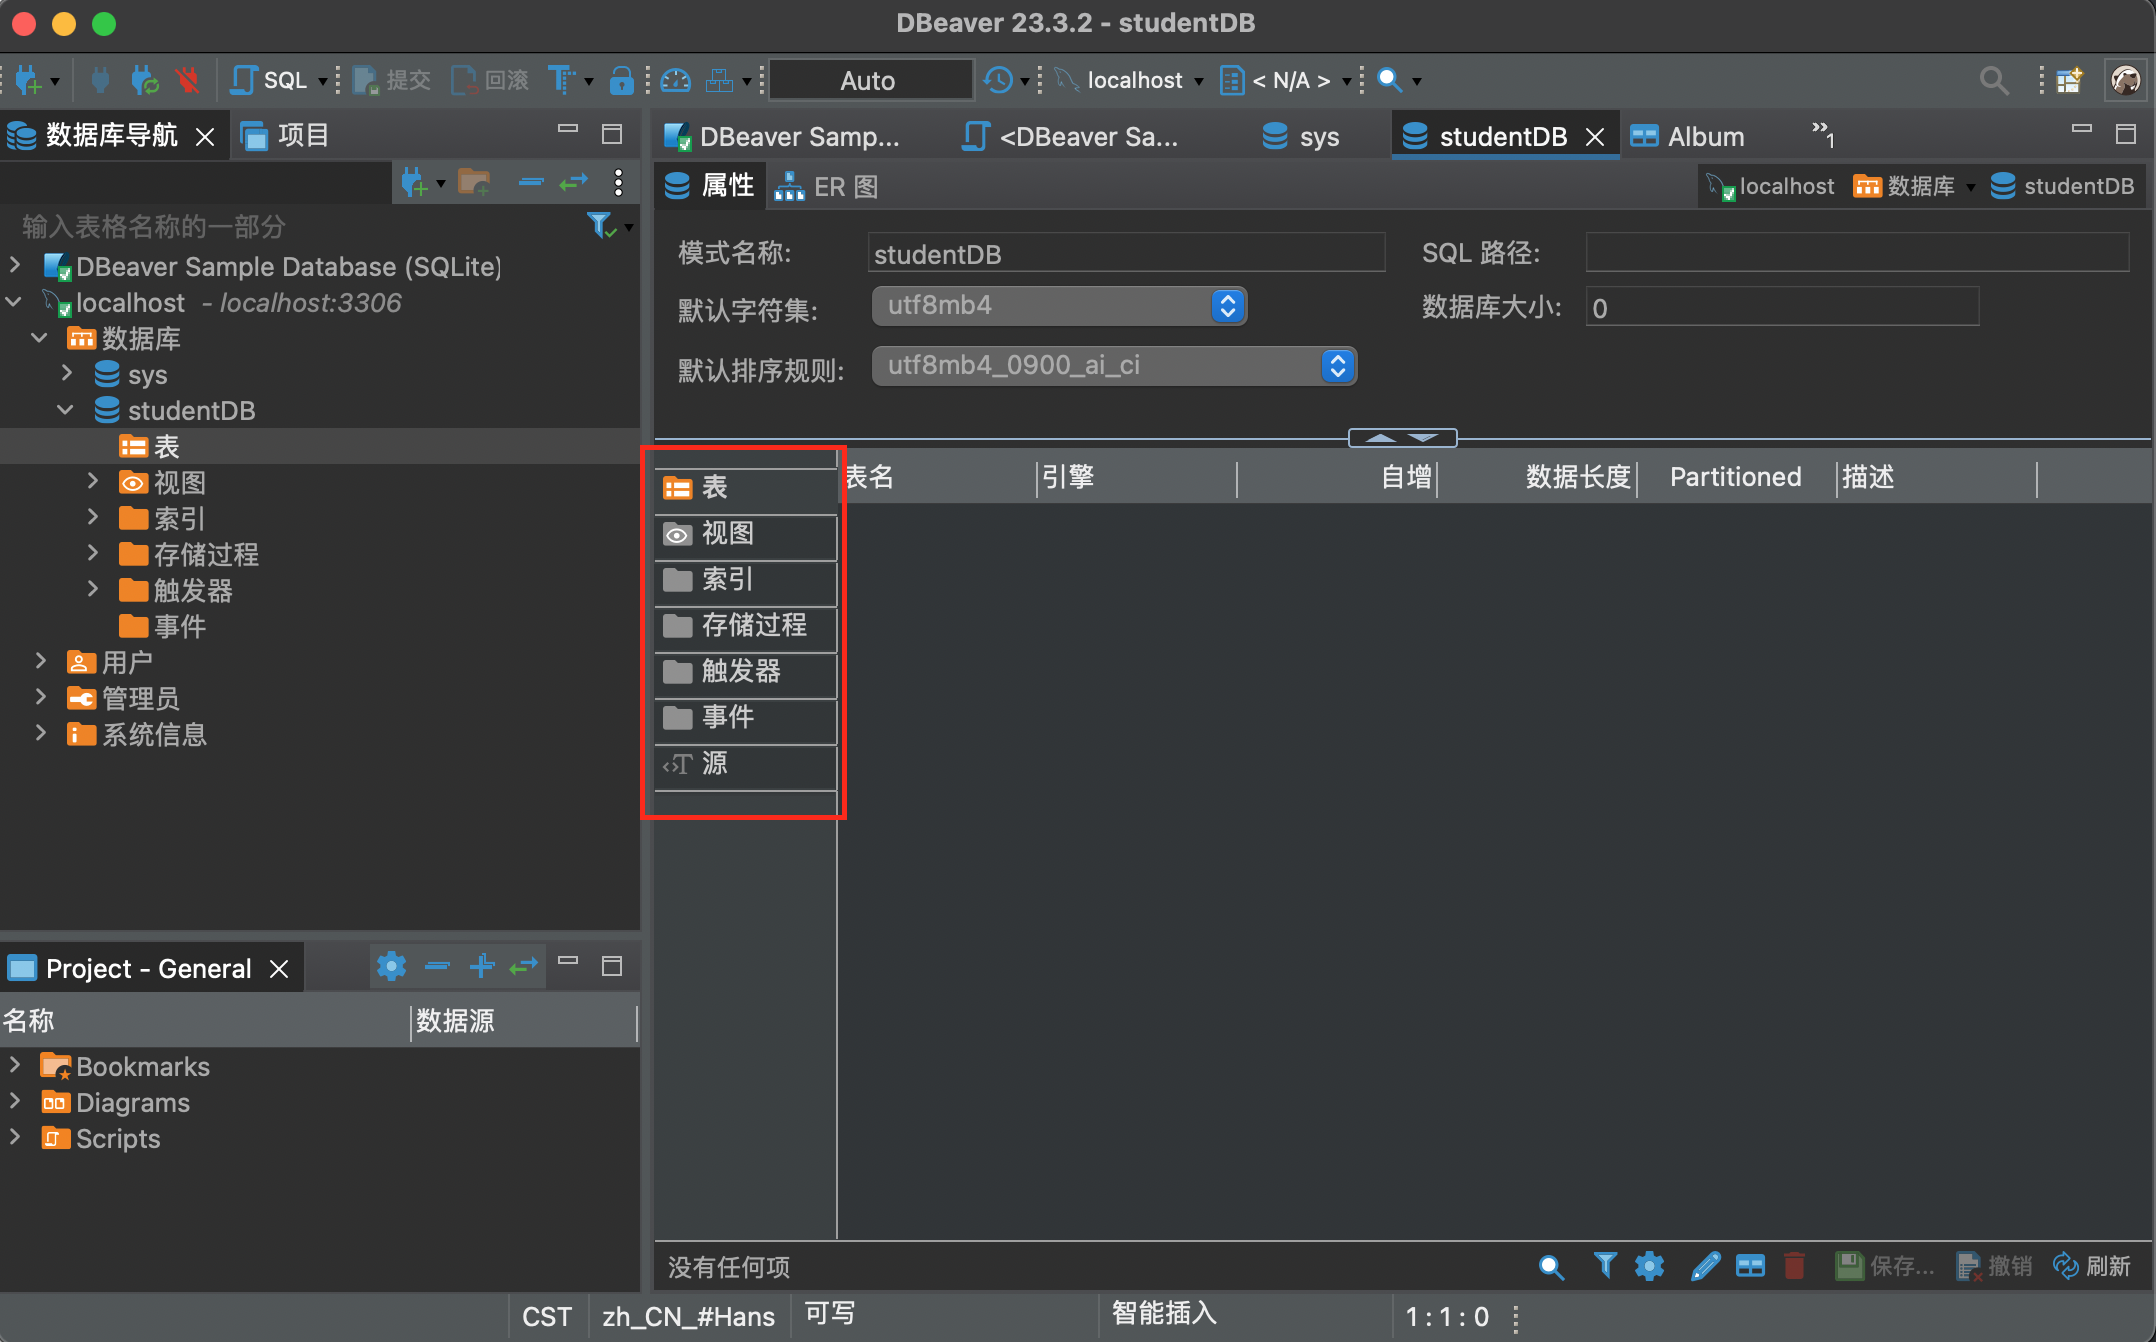 DBeaver 23.3.2 - studentDB
SQL 提交 回滚 Auto localhost < N/A >
数据库导航 项目
DBeaver Samp... <DBeaver Sa... sys studentDB Album »1
属性 ER 图 localhost 数据库 studentDB
输入表格名称的一部分
DBeaver Sample Database (SQLite)
localhost - localhost:3306
数据库
sys
studentDB
表
视图
索引
存储过程
触发器
事件
用户
管理员
系统信息
模式名称: studentDB SQL 路径:
默认字符集: utf8mb4 数据库大小: 0
默认排序规则: utf8mb4_0900_ai_ci
表
视图
索引
存储过程
触发器
事件
源
表名 引擎 自增 数据长度 Partitioned 描述
Project - General
名称 数据源
Bookmarks
Diagrams
Scripts
没有任何项 保存... 撤销 刷新
CST zh_CN_#Hans 可写 智能插入 1 : 1 : 0